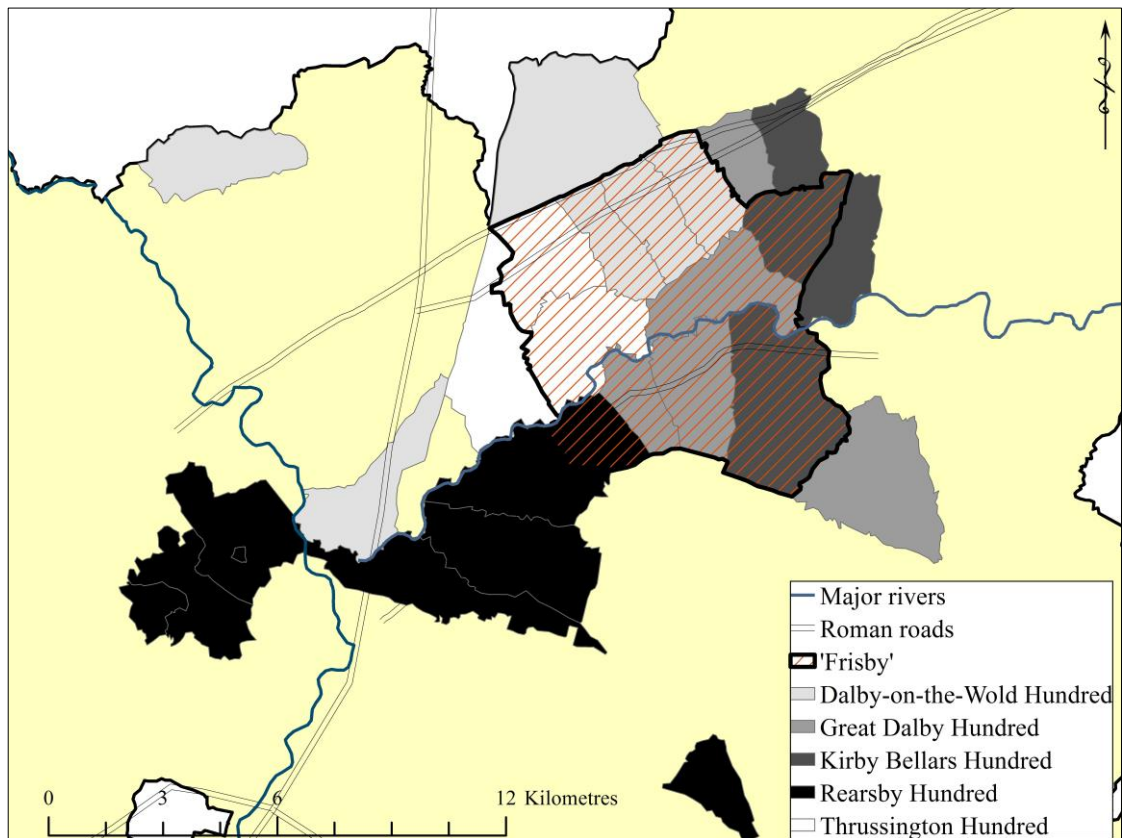 Major rivers
Roman roads
'Frisby'
Dalby-on-the-Wold Hundred
Great Dalby Hundred
Kirby Bellars Hundred
Rearsby Hundred
Thrussington Hundred
0 3 6 12 Kilometres